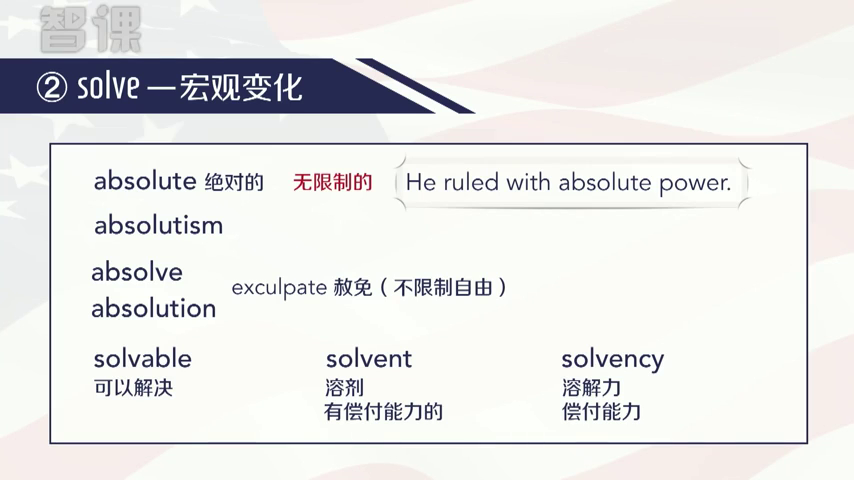 智课
② solve — 宏观变化
absolute 绝对的 无限制的 He ruled with absolute power.
absolutism
absolve
exculpate 赦免（不限制自由）
absolution
solvable solvent solvency
可以解决 溶剂 溶解力
有偿付能力的 偿付能力